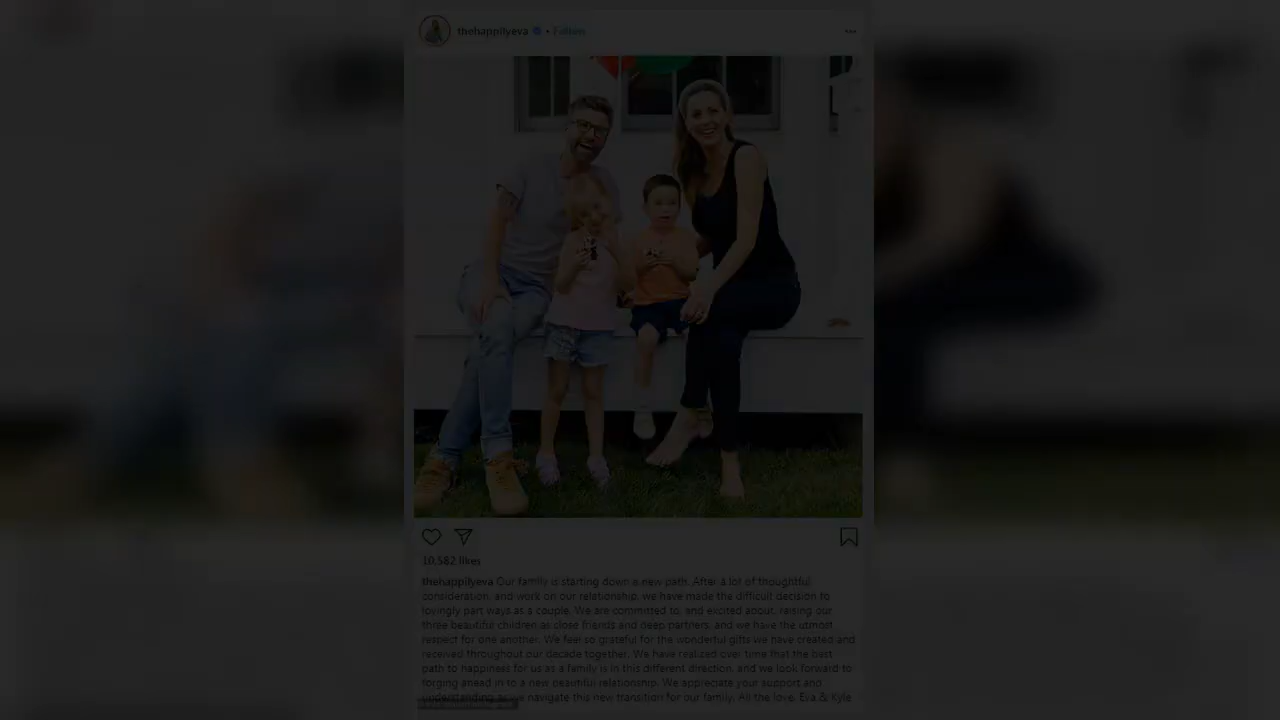 thehappilyeva • Follow
10,582 likes
thehappilyeva Our family is starting down a new path. After a lot of thoughtful
consideration, and work on our relationship, we have made the difficult decision to
lovingly part ways as a couple. We are committed to, and excited about, raising our
three beautiful children as close friends and deep partners; and we have the utmost
respect for one another. We feel so grateful for the wonderful gifts we have created and
received throughout our decade together. We have realized over time that the best
path to happiness for us as a family is in this different direction, and we look forward to
forging ahead in to a new beautiful relationship. We appreciate your support and
understanding as we navigate this new transition for our family. All the love, Eva & Kyle